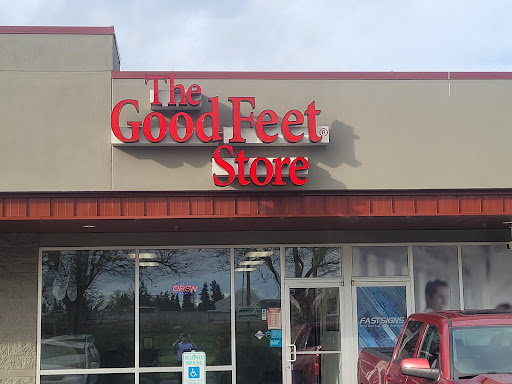 The
Good Feet®
Store
OPEN
FASTSIGNS